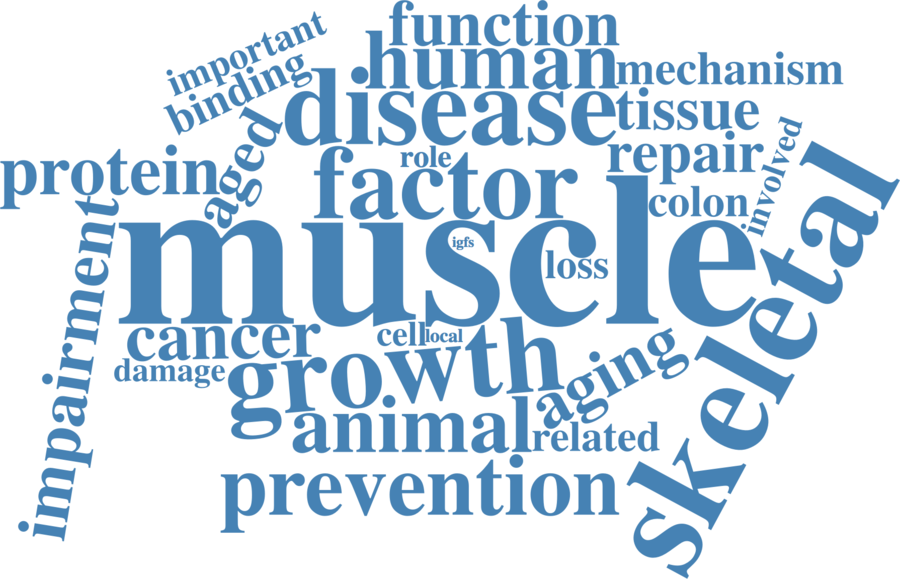 function
important
human
mechanism
binding
disease
tissue
aged
involved
repair
role
protein
factor
colon
skeletal
muscle
igfs
loss
impairment
cancer
cell
local
damage
growth
aging
animal
related
prevention